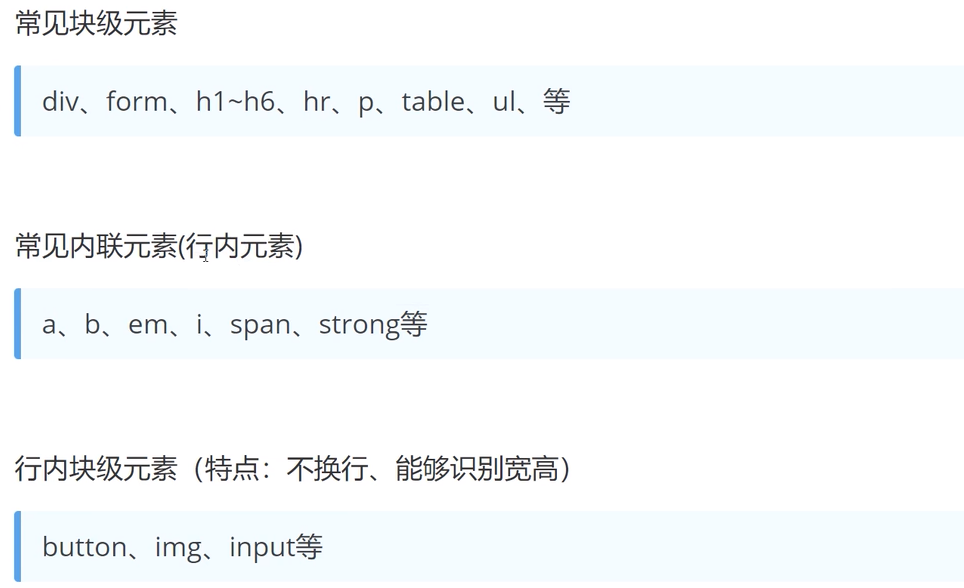 常见块级元素
div、form、h1~h6、hr、p、table、ul、等
常见内联元素(行内元素)
a、b、em、i、span、strong等
行内块级元素（特点：不换行、能够识别宽高）
button、img、input等